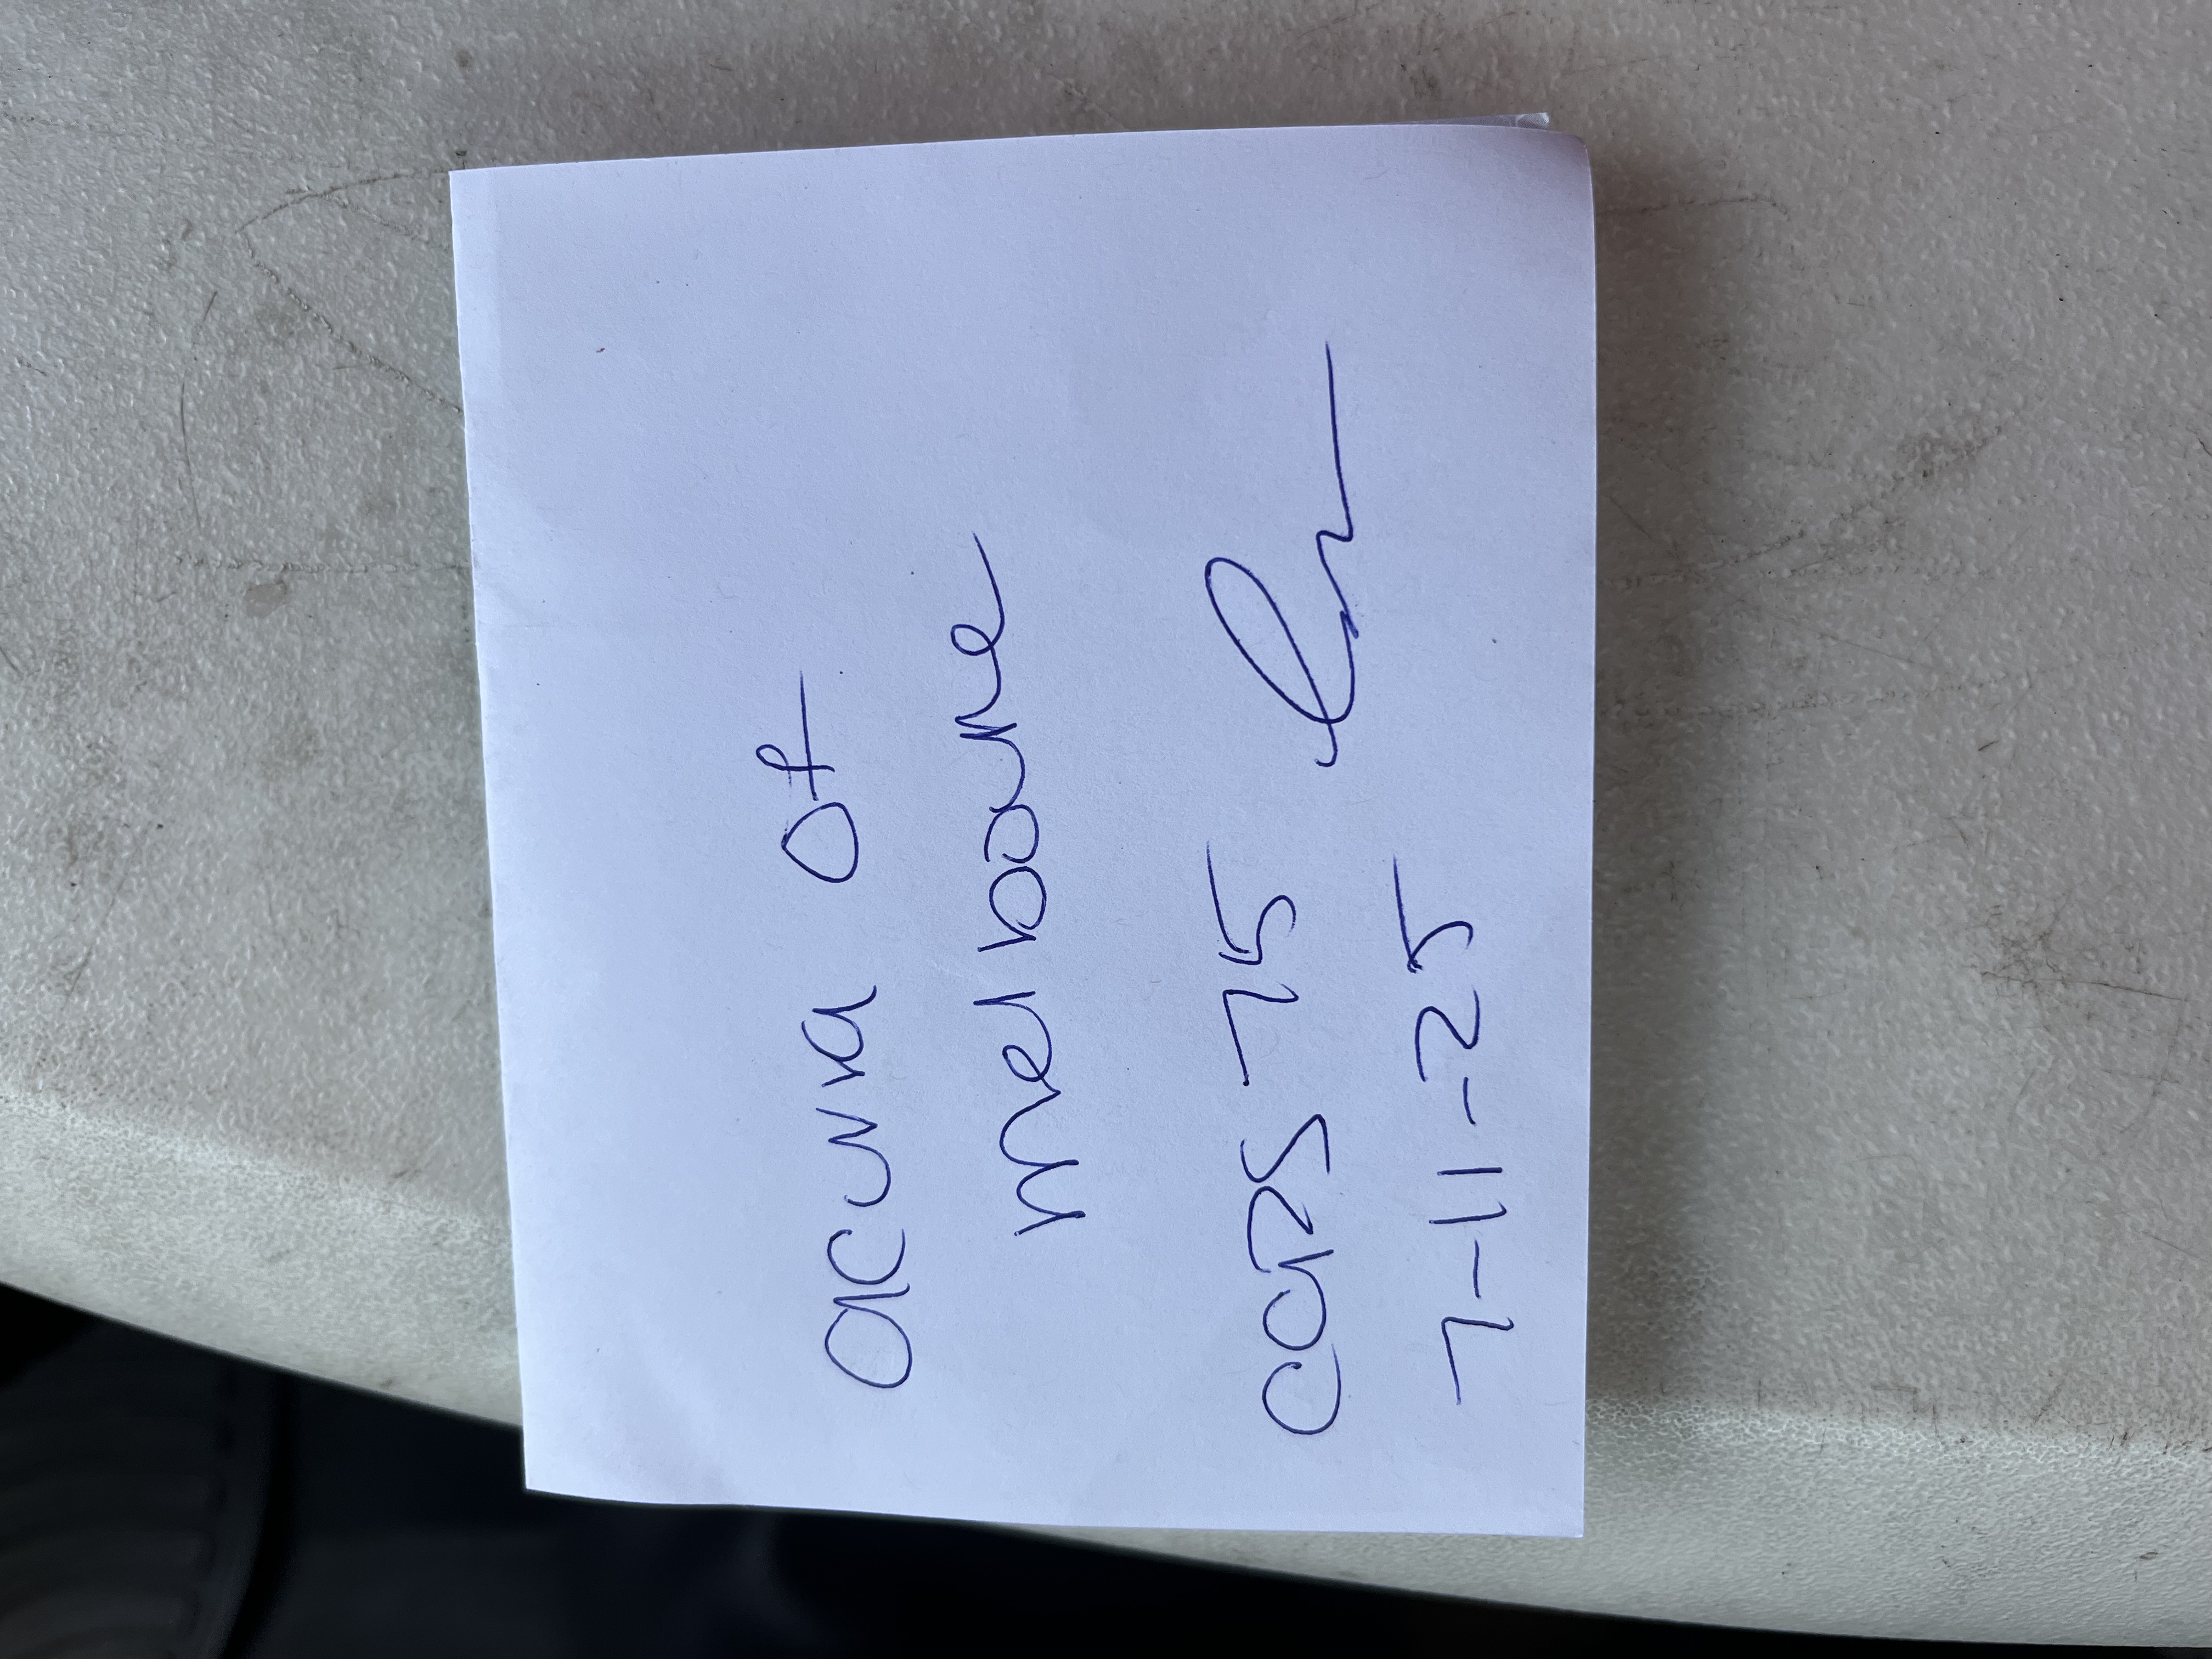 acura of
melbourne
cars 75
7-11-25